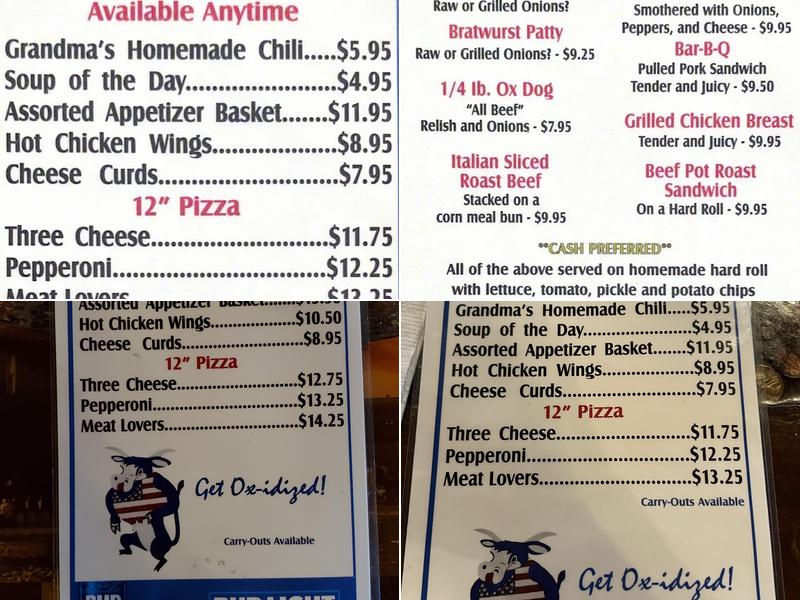 Available Anytime
Grandma's Homemade Chili.....$5.95
Soup of the Day......................$4.95
Assorted Appetizer Basket.......$11.95
Hot Chicken Wings..................$8.95
Cheese Curds..........................$7.95
12" Pizza
Three Cheese..........................$11.75
Pepperoni...............................$12.25
Meat Lovers...........................$13.25
Raw or Grilled Onions?
Bratwurst Patty
Raw or Grilled Onions? - $9.25
1/4 lb. Ox Dog
"All Beef"
Relish and Onions - $7.95
Italian Sliced
Roast Beef
Stacked on a
corn meal bun - $9.95
Smothered with Onions,
Peppers, and Cheese - $9.95
Bar-B-Q
Pulled Pork Sandwich
Tender and Juicy - $9.50
Grilled Chicken Breast
Tender and Juicy - $9.95
Beef Pot Roast
Sandwich
On a Hard Roll - $9.95
**CASH PREFERRED**
All of the above served on homemade hard roll
with lettuce, tomato, pickle and potato chips
Assorted Appetizer Basket
Hot Chicken Wings..................$10.50
Cheese Curds..........................$8.95
12" Pizza
Three Cheese..........................$12.75
Pepperoni...............................$13.25
Meat Lovers...........................$14.25
Get Ox-idized!
Carry-Outs Available
BUD LIGHT
Grandma's Homemade Chili.....$5.95
Soup of the Day......................$4.95
Assorted Appetizer Basket.......$11.95
Hot Chicken Wings..................$8.95
Cheese Curds..........................$7.95
12" Pizza
Three Cheese..........................$11.75
Pepperoni...............................$12.25
Meat Lovers...........................$13.25
Carry-Outs Available
Get Ox-idized!